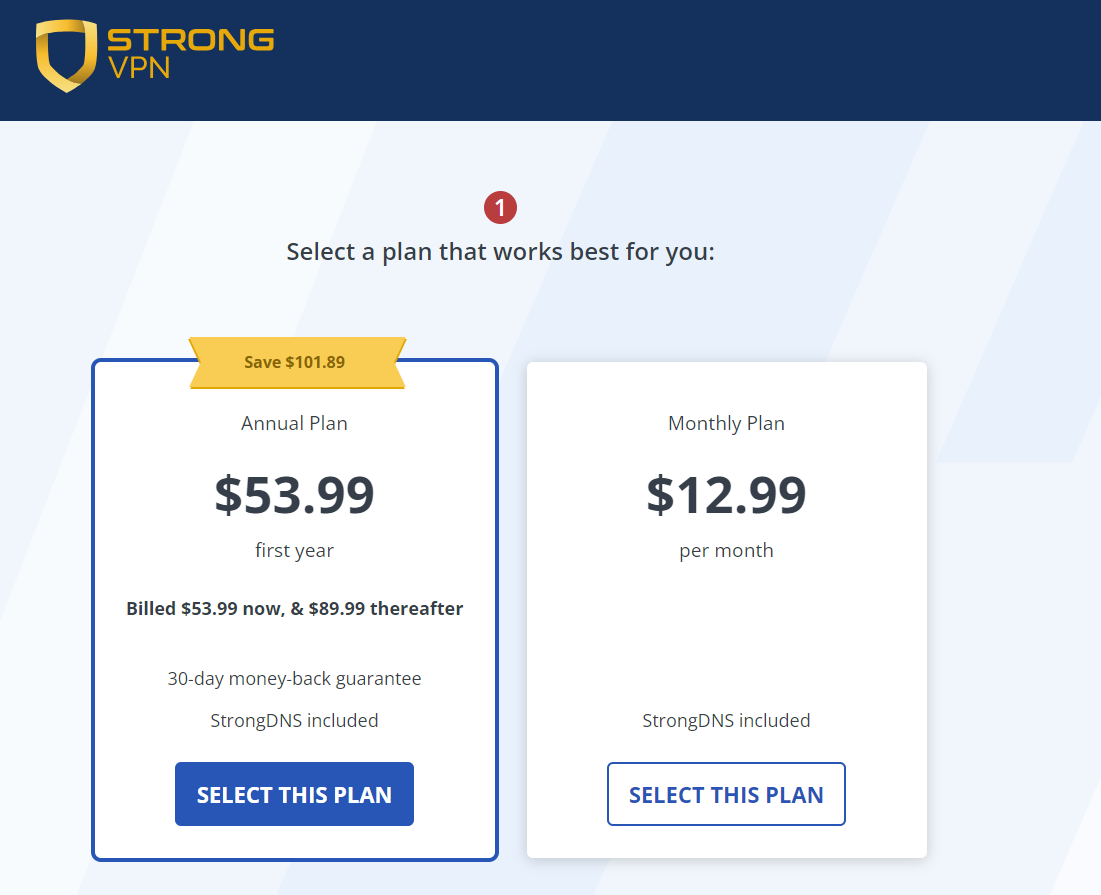 STRONG
VPN
1
Select a plan that works best for you:
Save $101.89
Annual Plan
$53.99
first year
Billed $53.99 now, & $89.99 thereafter
30-day money-back guarantee
StrongDNS included
SELECT THIS PLAN
Monthly Plan
$12.99
per month
StrongDNS included
SELECT THIS PLAN